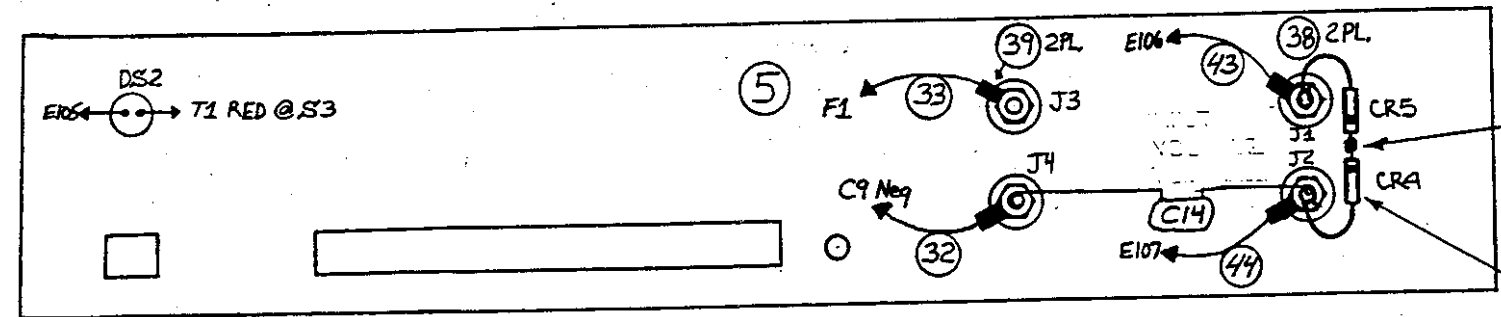 DS2
E106
T1 RED @ S3
5
39 2PL.
F1
33
J3
E106
43
38 2PL.
J1
CR5
J2
CR4
J4
C9 Neg
32
C14
E107
44